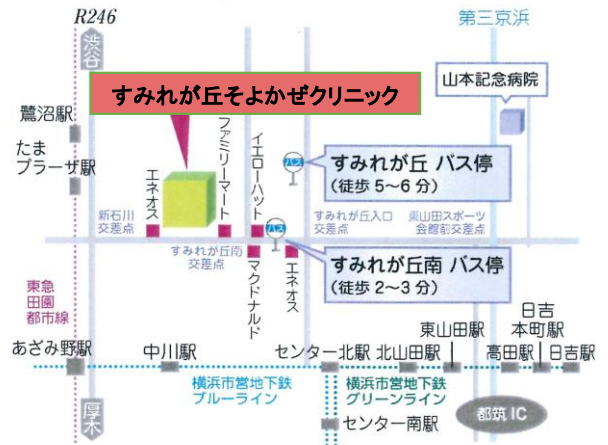 R246
第三京浜
渋谷
すみれが丘そよかぜクリニック
山本記念病院
鷺沼駅
たま
プラーザ駅
エネオス
ファミリーマート
イエローハット
バス
すみれが丘 バス停
(徒歩 5~6 分)
新石川
交差点
すみれが丘南
交差点
バス
すみれが丘入口
交差点
東山田スポーツ
会館前交差点
マクドナルド
エネオス
すみれが丘南 バス停
(徒歩 2~3 分)
東急
田園
都市線
あざみ野駅
中川駅
センター北駅
北山田駅
東山田駅
高田駅
日吉
本町駅
日吉駅
横浜市営地下鉄
ブルーライン
横浜市営地下鉄
グリーンライン
厚木
センター南駅
都筑 IC